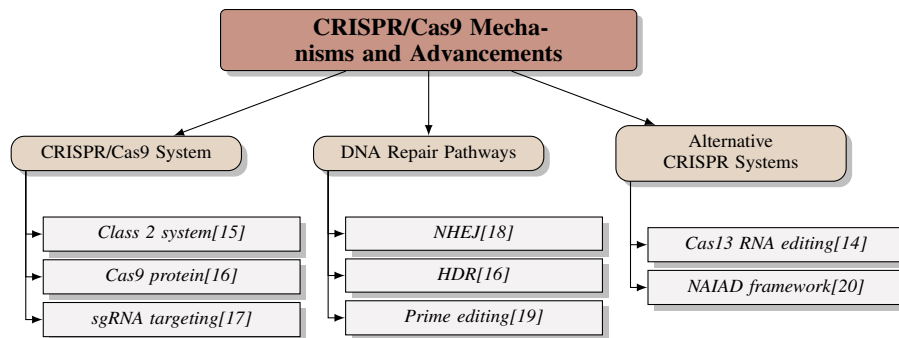 CRISPR/Cas9 Mecha-
nisms and Advancements
CRISPR/Cas9 System
Class 2 system[15]
Cas9 protein[16]
sgRNA targeting[17]
DNA Repair Pathways
NHEJ[18]
HDR[16]
Prime editing[19]
Alternative
CRISPR Systems
Cas13 RNA editing[14]
NAIAD framework[20]